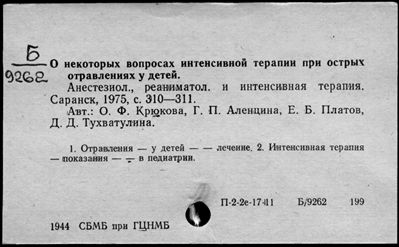 Б
9262
О некоторых вопросах интенсивной терапии при острых
отравлениях у детей.
Анестезиол., реаниматол. и интенсивная терапия.
Саранск, 1975, с. 310—311.
Авт.: О. Ф. Крюкова, Г. П. Аленцина, Е. Б. Платов,
Д. Д. Тухватулина.
1. Отравления — у детей — — лечение. 2. Интенсивная терапия
— показания — — в педиатрии.
П-2-2е-17411 Б/9262 199
1944 СБМБ при ГЦНМБ